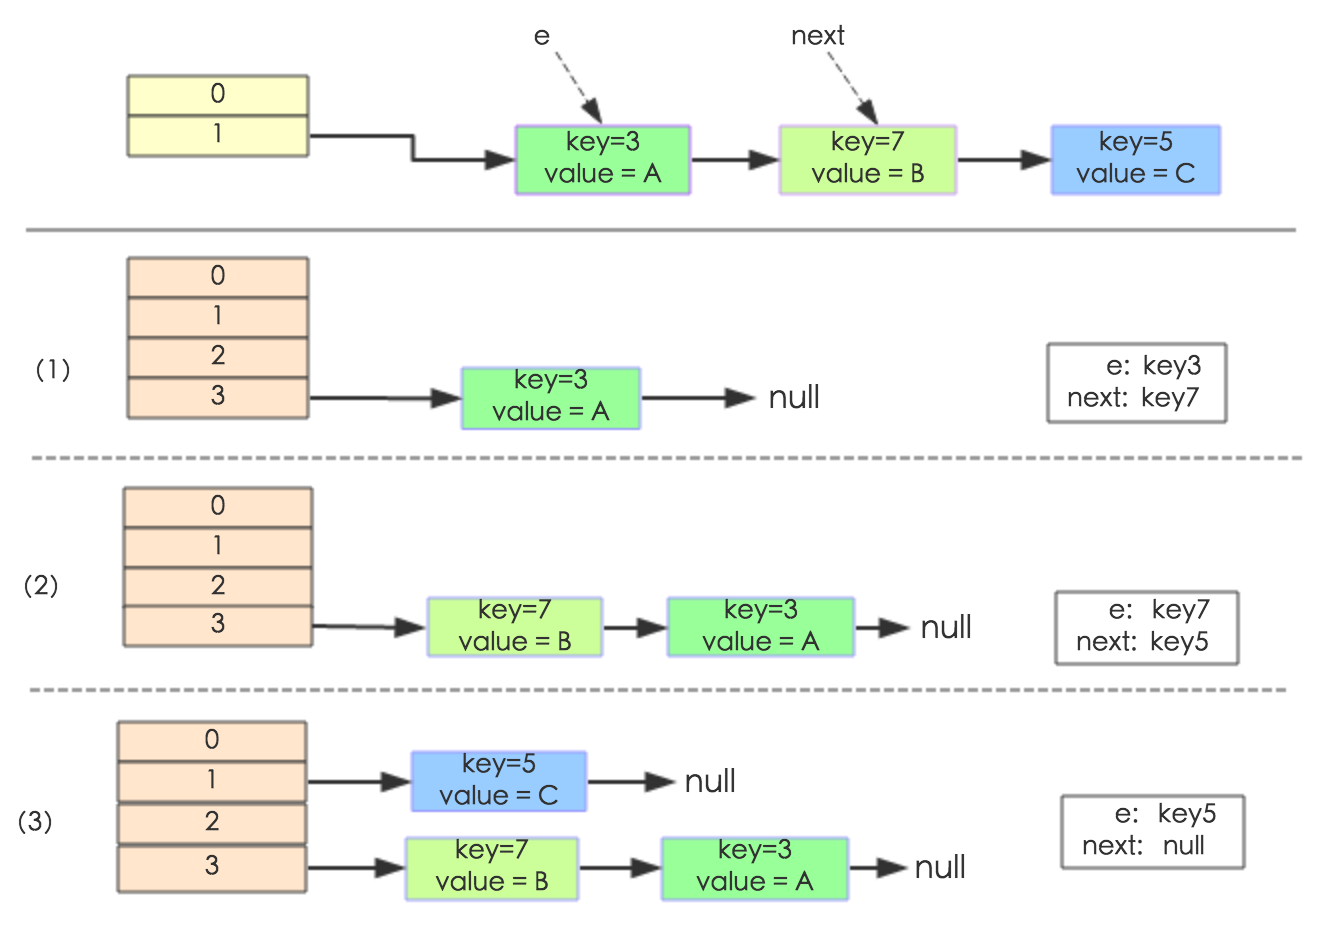 e
next
0
1
key=3
value = A
key=7
value = B
key=5
value = C
(1)
0
1
2
3
key=3
value = A
null
e: key3
next: key7
(2)
0
1
2
3
key=7
value = B
key=3
value = A
null
e: key7
next: key5
(3)
0
1
2
3
key=5
value = C
null
key=7
value = B
key=3
value = A
null
e: key5
next: null